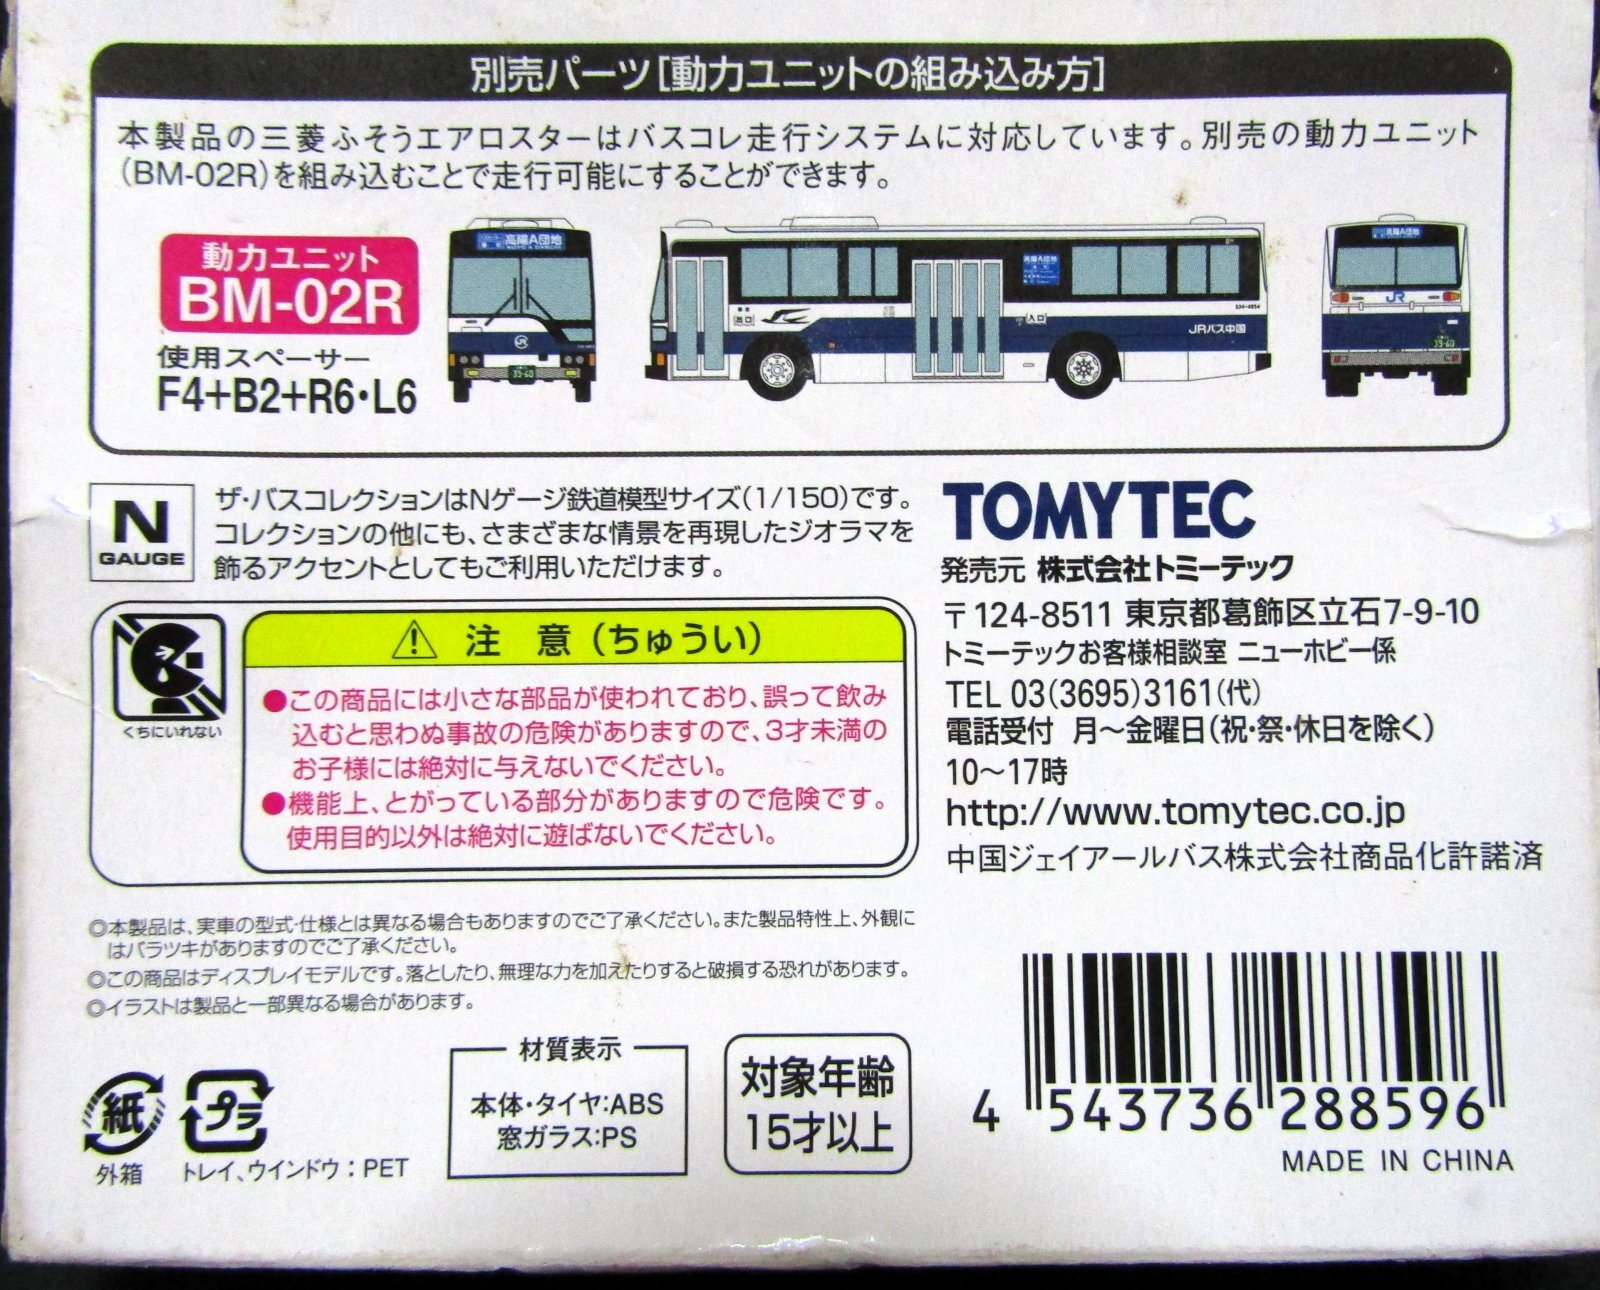 別売パーツ[動力ユニットの組み込み方]
本製品の三菱ふそうエアロスターはバスコレ走行システムに対応しています。別売の動力ユニット
(BM-02R)を組み込むことで走行可能にすることができます。
動力ユニット
BM-02R
使用スペーサー
F4+B2+R6・L6
高陽A団地
JR
39-60
出口
高陽A団地
入口
534-4954
JRバス中国
高陽A団地
JR
39-60
N
GAUGE
ザ・バスコレクションはNゲージ鉄道模型サイズ(1/150)です。
コレクションの他にも、さまざまな情景を再現したジオラマを
飾るアクセントとしてもご利用いただけます。
くちにいれない
注 意(ちゅうい)
●この商品には小さな部品が使われており、誤って飲み
込むと思わぬ事故の危険がありますので、3才未満の
お子様には絶対に与えないでください。
●機能上、とがっている部分がありますので危険です。
使用目的以外は絶対に遊ばないでください。
TOMYTEC
発売元 株式会社トミーテック
〒124-8511 東京都葛飾区立石7-9-10
トミーテックお客様相談室 ニューホビー係
TEL 03(3695)3161(代)
電話受付 月〜金曜日(祝・祭・休日を除く)
10〜17時
http://www.tomytec.co.jp
中国ジェイアールバス株式会社商品化許諾済
◎本製品は、実車の型式・仕様とは異なる場合もありますのでご了承ください。また製品特性上、外観に
はバラツキがありますのでご了承ください。
◎この商品はディスプレイモデルです。落としたり、無理な力を加えたりすると破損する恐れがあります。
◎イラストは製品と一部異なる場合があります。
紙
外箱
プラ
トレイ、ウインドウ：PET
材質表示
本体・タイヤ:ABS
窓ガラス:PS
対象年齢
15才以上
4 543736 288596
MADE IN CHINA